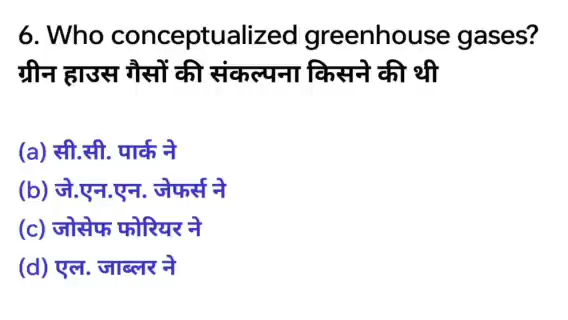 6. Who conceptualized greenhouse gases?
ग्रीन हाउस गैसों की संकल्पना किसने की थी
(a) सी.सी. पार्क ने
(b) जे.एन.एन. जेफर्स ने
(c) जोसेफ फोरियर ने
(d) एल. जाब्लर ने